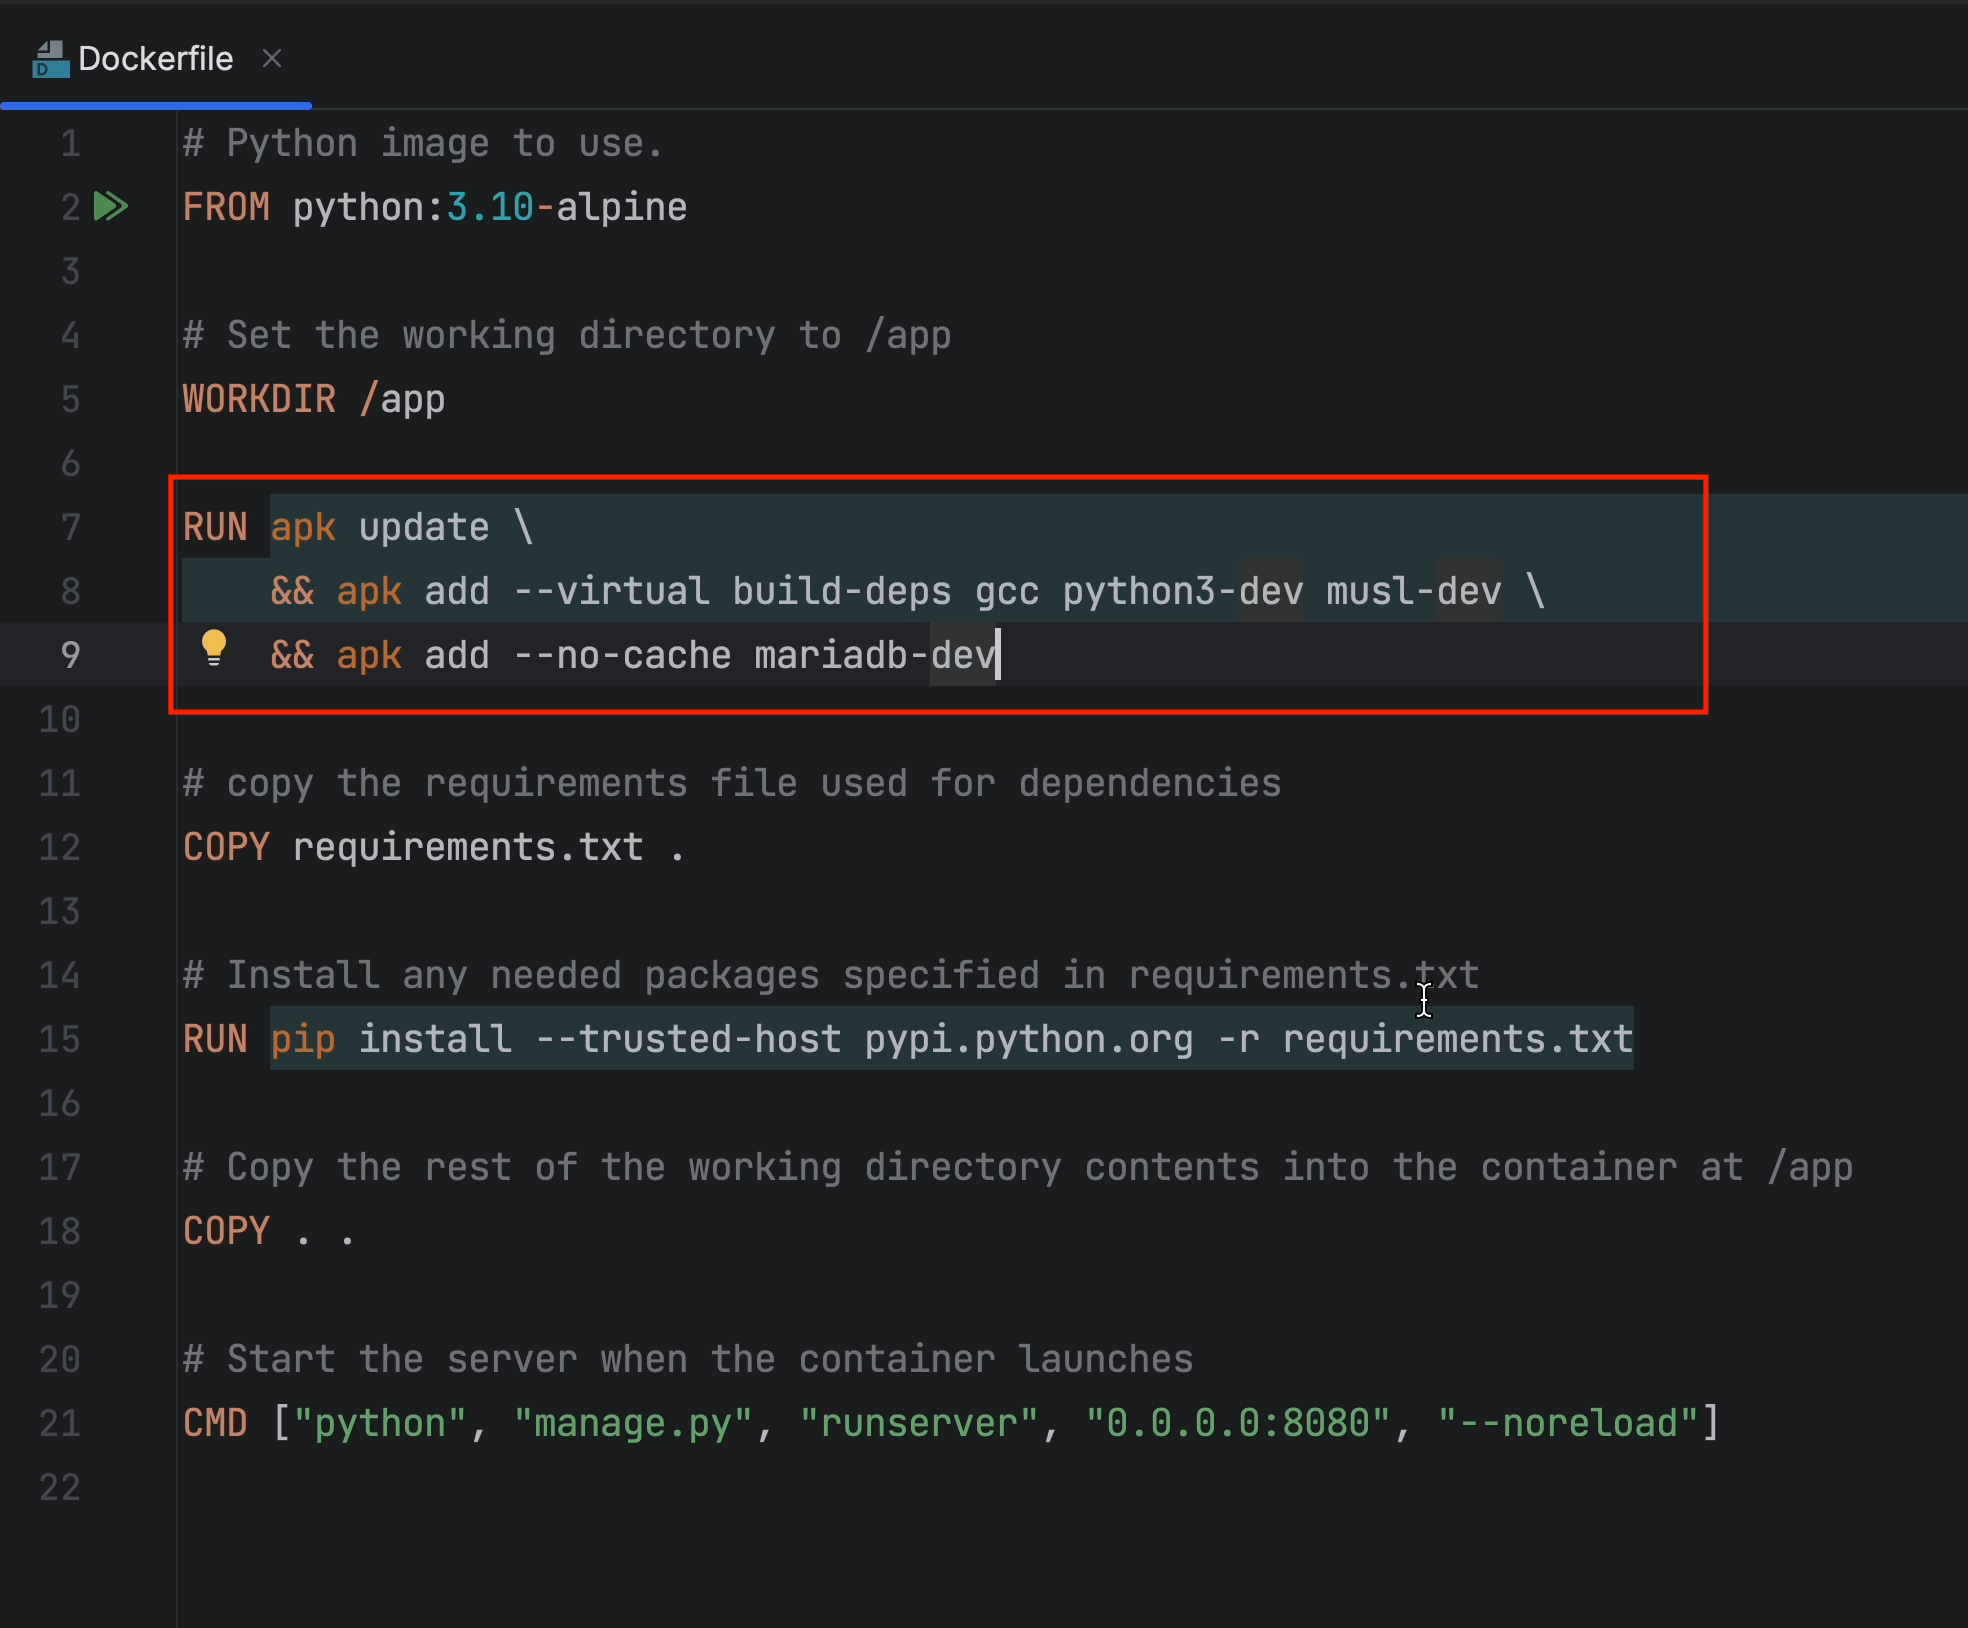 Dockerfile
1 # Python image to use.
2 FROM python:3.10-alpine
3
4 # Set the working directory to /app
5 WORKDIR /app
6
7 RUN apk update \
8     && apk add --virtual build-deps gcc python3-dev musl-dev \
9     && apk add --no-cache mariadb-dev
10
11 # copy the requirements file used for dependencies
12 COPY requirements.txt .
13
14 # Install any needed packages specified in requirements.txt
15 RUN pip install --trusted-host pypi.python.org -r requirements.txt
16
17 # Copy the rest of the working directory contents into the container at /app
18 COPY . .
19
20 # Start the server when the container launches
21 CMD ["python", "manage.py", "runserver", "0.0.0.0:8080", "--noreload"]
22